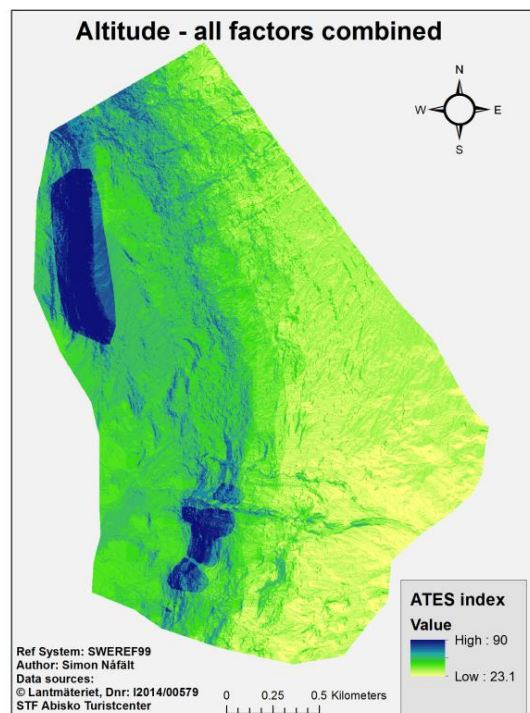 Altitude - all factors combined
N
W E
S
ATES index
Value
High : 90
Low : 23.1
Ref System: SWEREF99
Author: Simon Nåfält
Data sources:
© Lantmäteriet, Dnr: I2014/00579
STF Abisko Turistcenter
0 0.25 0.5 Kilometers